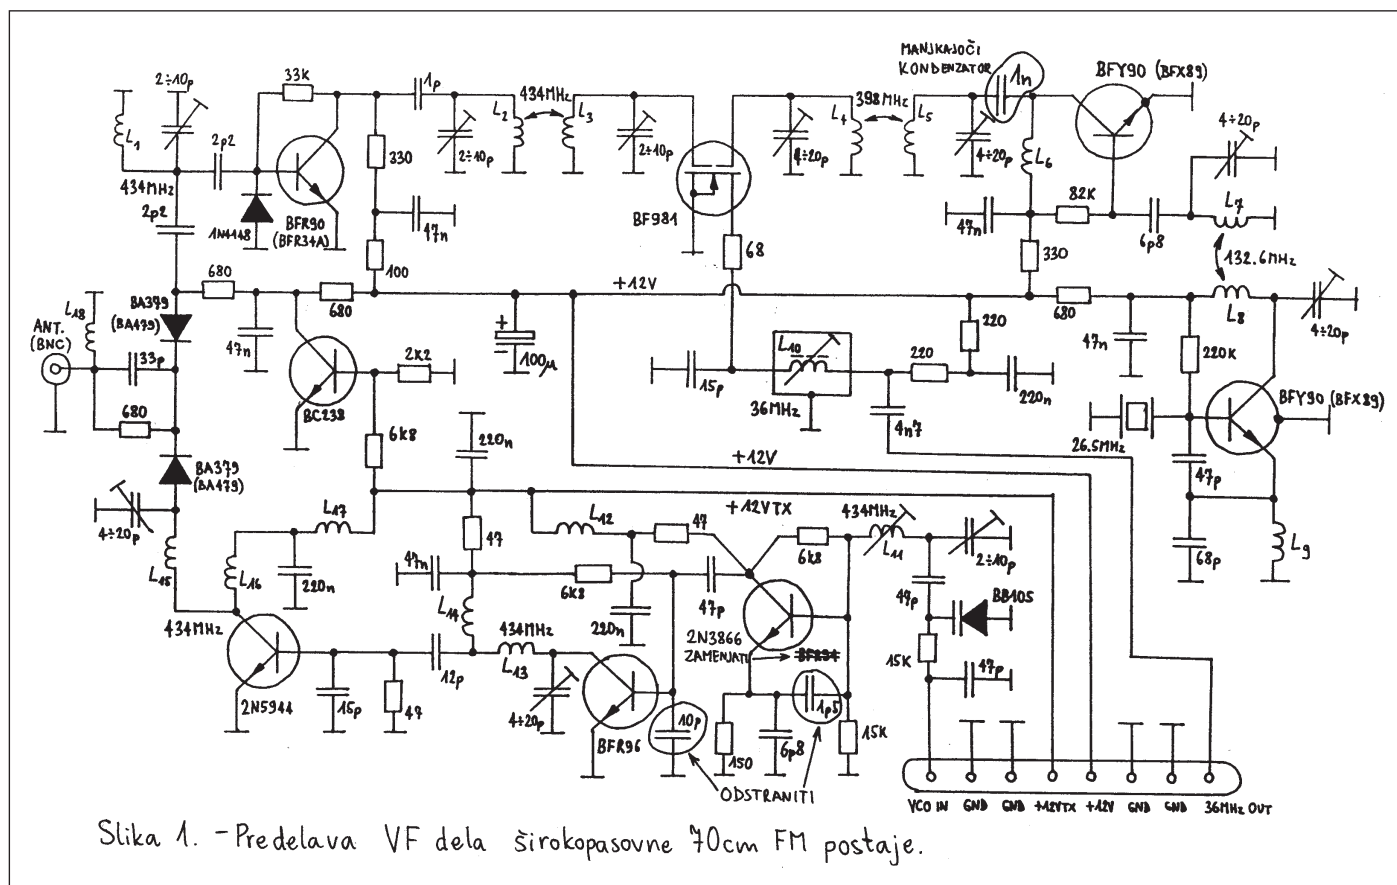 MANJKAJOČI
KONDENZATOR
1n
BFY90 (BFX89)
2÷10p
33K
1p
434MHz
398MHz
4÷20p
L1
L2
L3
L4
L5
2p2
330
2÷10p
2÷10p
4÷20p
4÷20p
L6
434MHz
BFR90
(BFR34A)
1N4148
47n
BF981
82K
L7
2p2
100
68
47n
330
6p8
132.6MHz
680
680
+12V
680
L8
4÷20p
BA379
(BA479)
L18
ANT.
(BNC)
33p
47n
+
-
100µ
2K2
15p
L10
36MHz
220
220
220n
47n
220K
BFY90 (BFX89)
BC238
680
6k8
220n
4n7
26.5MHz
47p
+12V
BA379
(BA479)
4÷20p
L17
L12
47
+12VTX
434MHz
L11
2÷10p
6k8
47
68p
L9
L15
L16
220n
47n
6k8
47p
47p
BB105
L14
220n
2N3866
ZAMENJATI
BFR94
434MHz
434MHz
L13
15K
47p
2N5944
15p
47
12p
4÷20p
BFR96
10p
150
6p8
1p5
15K
ODSTRANITI
VCO IN
GND
GND
+12VTX
+12V
GND
GND
36MHz OUT
Slika 1. - Predelava VF dela širokopasovne 70cm FM postaje.